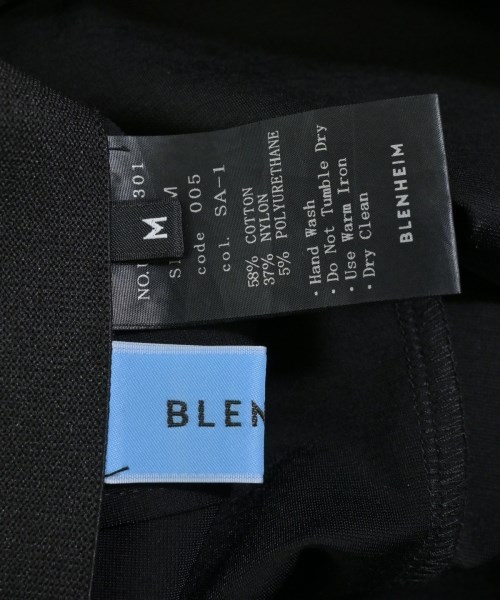 NO. 301
M
code 005
col. SA-1
58% COTTON
37% NYLON
5% POLYURETHANE
· Hand Wash
· Do Not Tumble Dry
· Use Warm Iron
· Dry Clean
BLENHEIM
M
BLEN